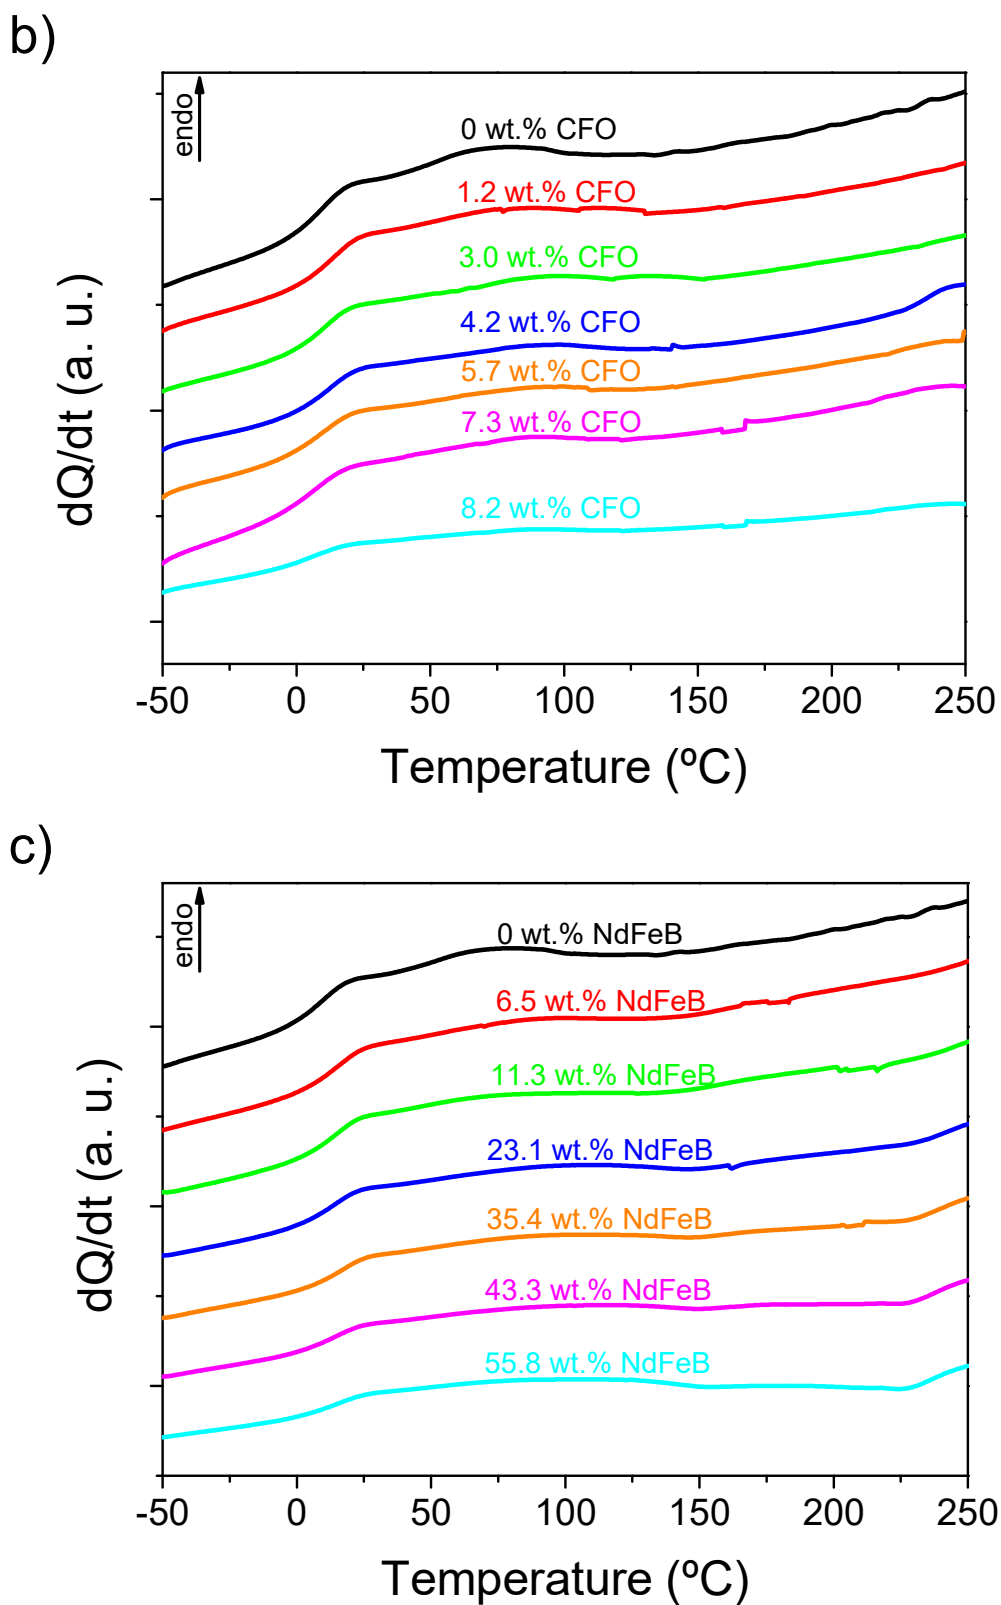 b)
endo
0 wt.% CFO
1.2 wt.% CFO
3.0 wt.% CFO
4.2 wt.% CFO
5.7 wt.% CFO
7.3 wt.% CFO
8.2 wt.% CFO
dQ/dt (a. u.)
-50 0 50 100 150 200 250
Temperature (ºC)
c)
endo
0 wt.% NdFeB
6.5 wt.% NdFeB
11.3 wt.% NdFeB
23.1 wt.% NdFeB
35.4 wt.% NdFeB
43.3 wt.% NdFeB
55.8 wt.% NdFeB
dQ/dt (a. u.)
-50 0 50 100 150 200 250
Temperature (ºC)